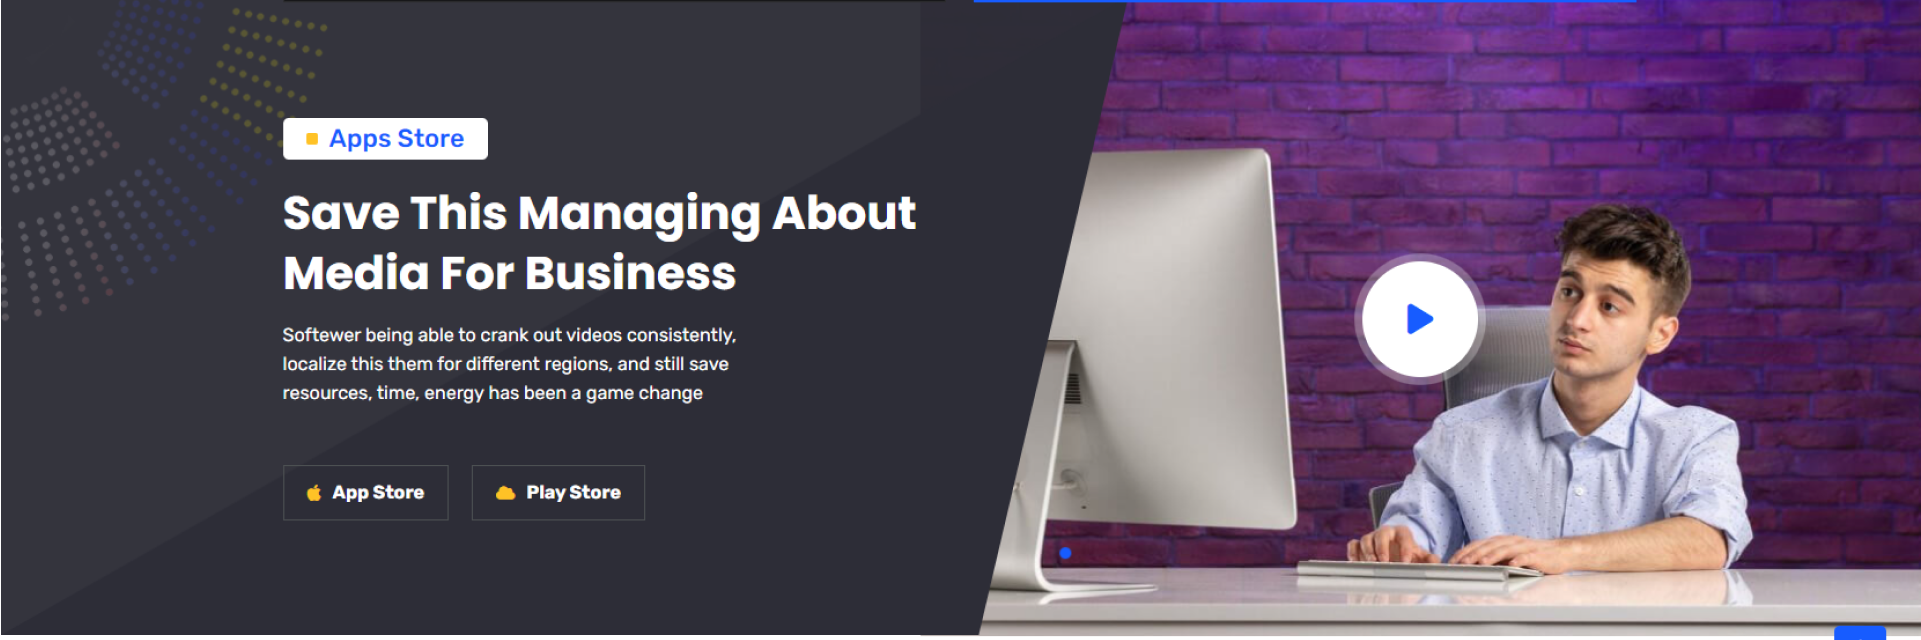 Apps Store
Save This Managing About
Media For Business
Softewer being able to crank out videos consistently,
localize this them for different regions, and still save
resources, time, energy has been a game change
App Store
Play Store